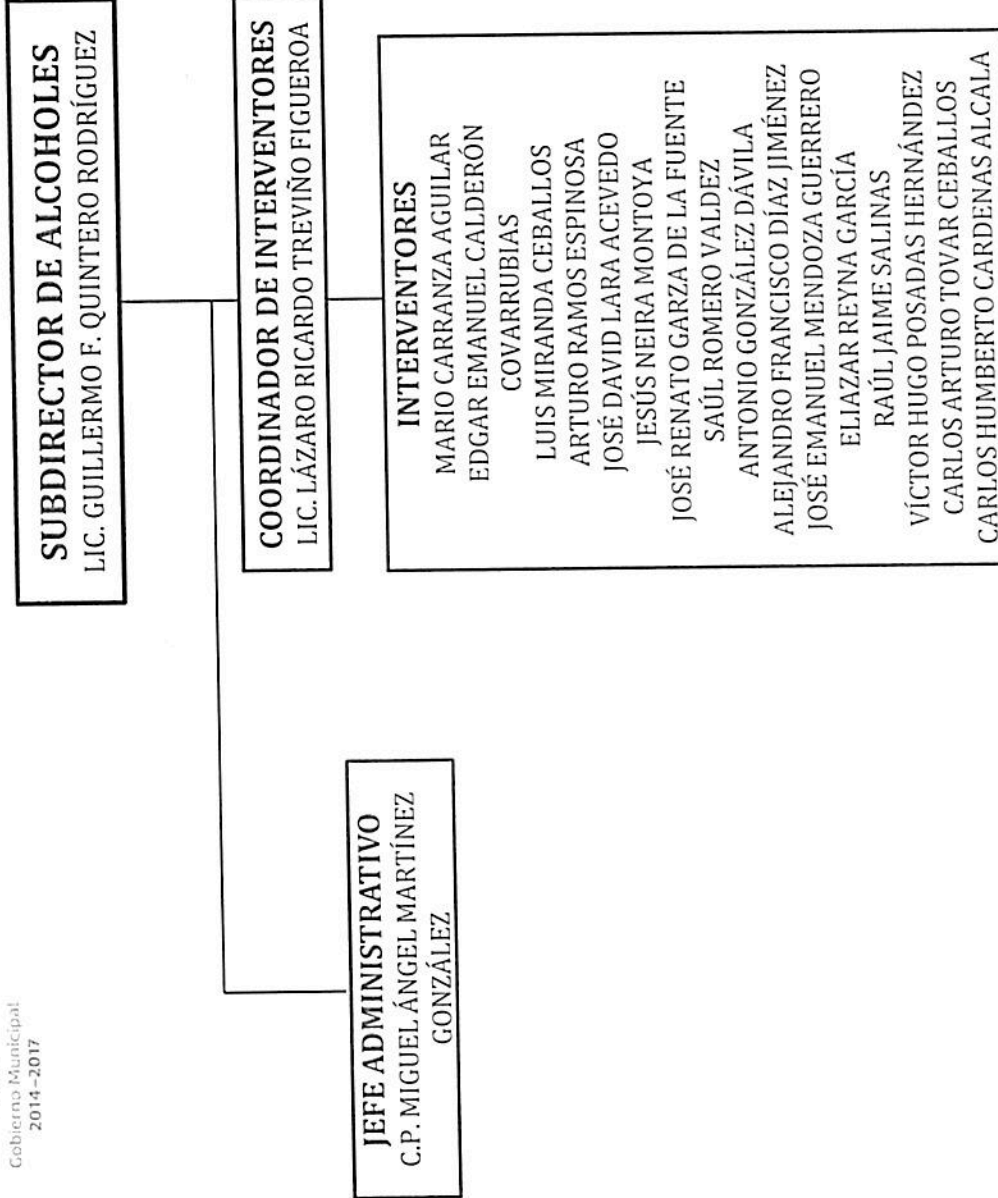 Gobierno Municipal
2014-2017
SUBDIRECTOR DE ALCOHOLES
LIC. GUILLERMO F. QUINTERO RODRÍGUEZ
COORDINADOR DE INTERVENTORES
LIC. LÁZARO RICARDO TREVIÑO FIGUEROA
JEFE ADMINISTRATIVO
C.P. MIGUEL ÁNGEL MARTÍNEZ
GONZÁLEZ
INTERVENTORES
MARIO CARRANZA AGUILAR
EDGAR EMANUEL CALDERÓN
COVARRUBIAS
LUIS MIRANDA CEBALLOS
ARTURO RAMOS ESPINOSA
JOSÉ DAVID LARA ACEVEDO
JESÚS NEIRA MONTOYA
JOSÉ RENATO GARZA DE LA FUENTE
SAÚL ROMERO VALDEZ
ANTONIO GONZÁLEZ DÁVILA
ALEJANDRO FRANCISCO DÍAZ JIMÉNEZ
JOSÉ EMANUEL MENDOZA GUERRERO
ELIAZAR REYNA GARCÍA
RAÚL JAIME SALINAS
VÍCTOR HUGO POSADAS HERNÁNDEZ
CARLOS ARTURO TOVAR CEBALLOS
CARLOS HUMBERTO CARDENAS ALCALA